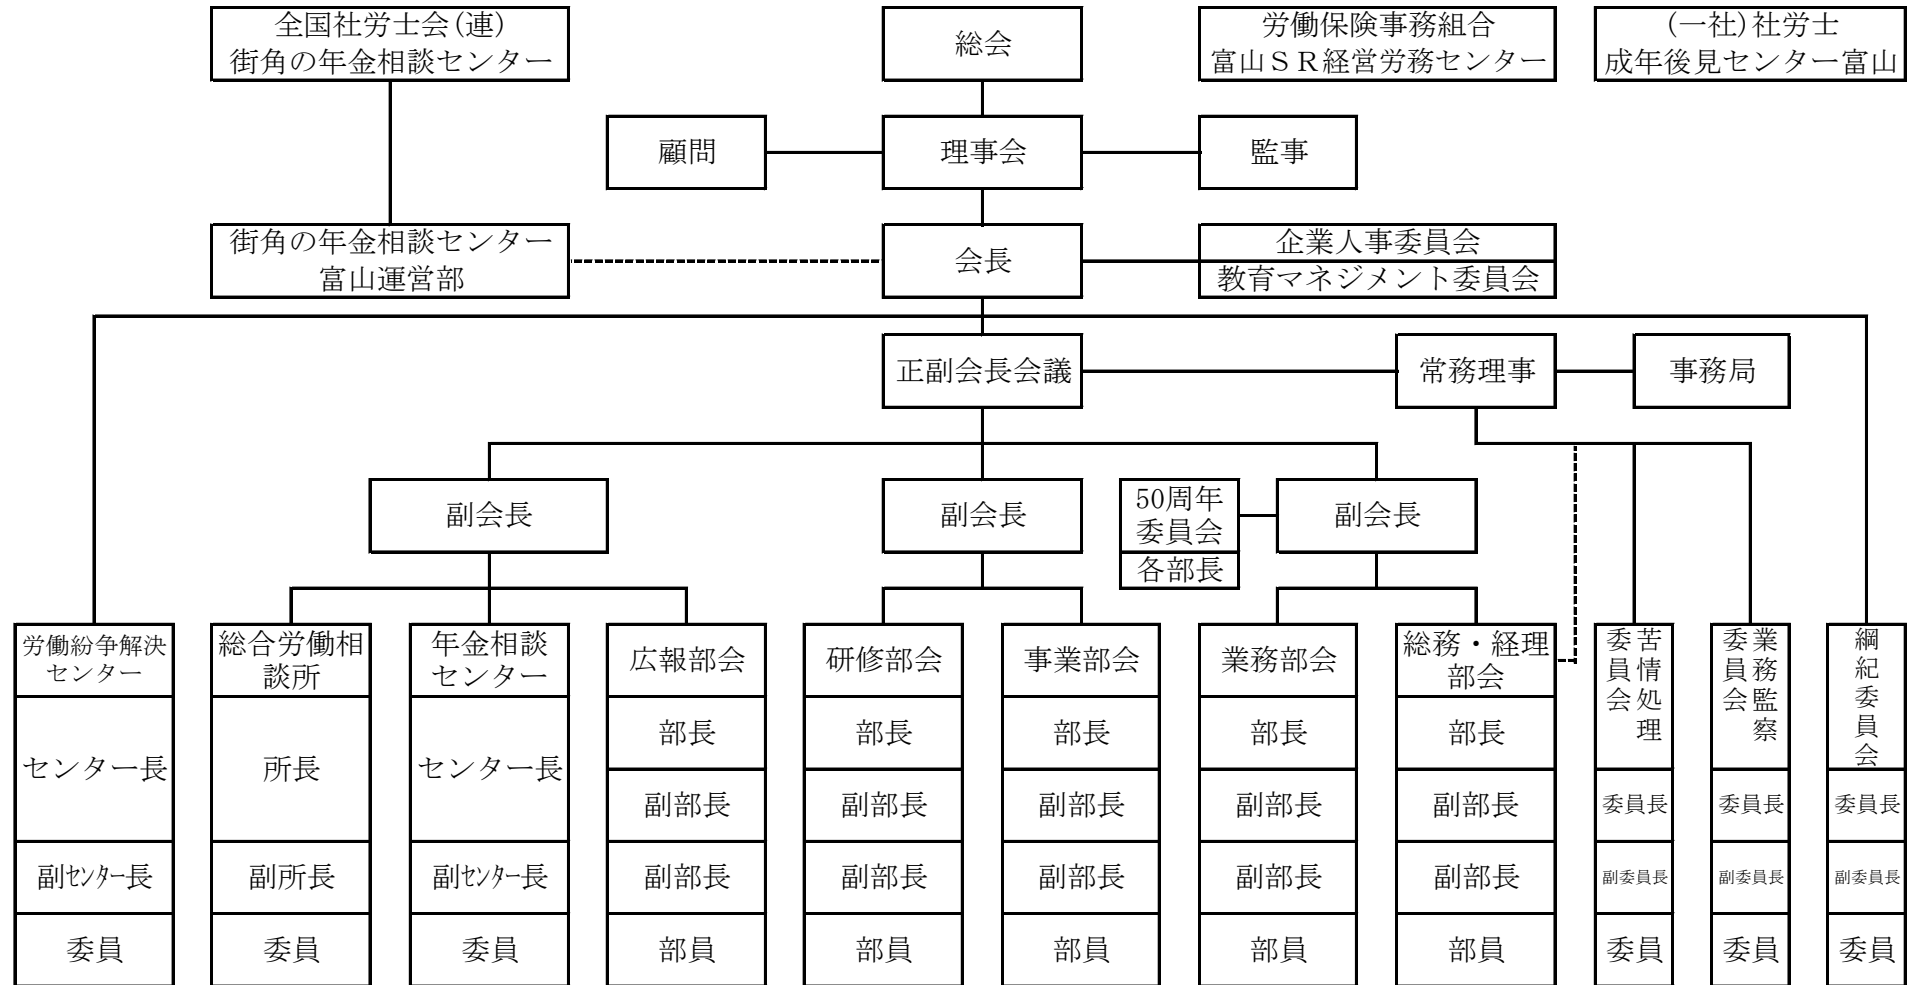 全国社労士会(連)
街角の年金相談センター
総会
労働保険事務組合
富山ＳＲ経営労務センター
(一社)社労士
成年後見センター富山
顧問
理事会
監事
街角の年金相談センター
富山運営部
会長
企業人事委員会
教育マネジメント委員会
正副会長会議
常務理事
事務局
副会長
副会長
50周年
委員会
各部長
副会長
労働紛争解決
センター
総合労働相
談所
年金相談
センター
広報部会
研修部会
事業部会
業務部会
総務・経理
部会
苦情処理
委員会
業務監察
委員会
綱紀委員会
センター長
所長
センター長
部長
部長
部長
部長
部長
副部長
副部長
副部長
副部長
副部長
委員長
委員長
委員長
副ｾﾝﾀｰ長
副所長
副ｾﾝﾀｰ長
副部長
副部長
副部長
副部長
副部長
副委員長
副委員長
副委員長
委員
委員
委員
部員
部員
部員
部員
部員
委員
委員
委員